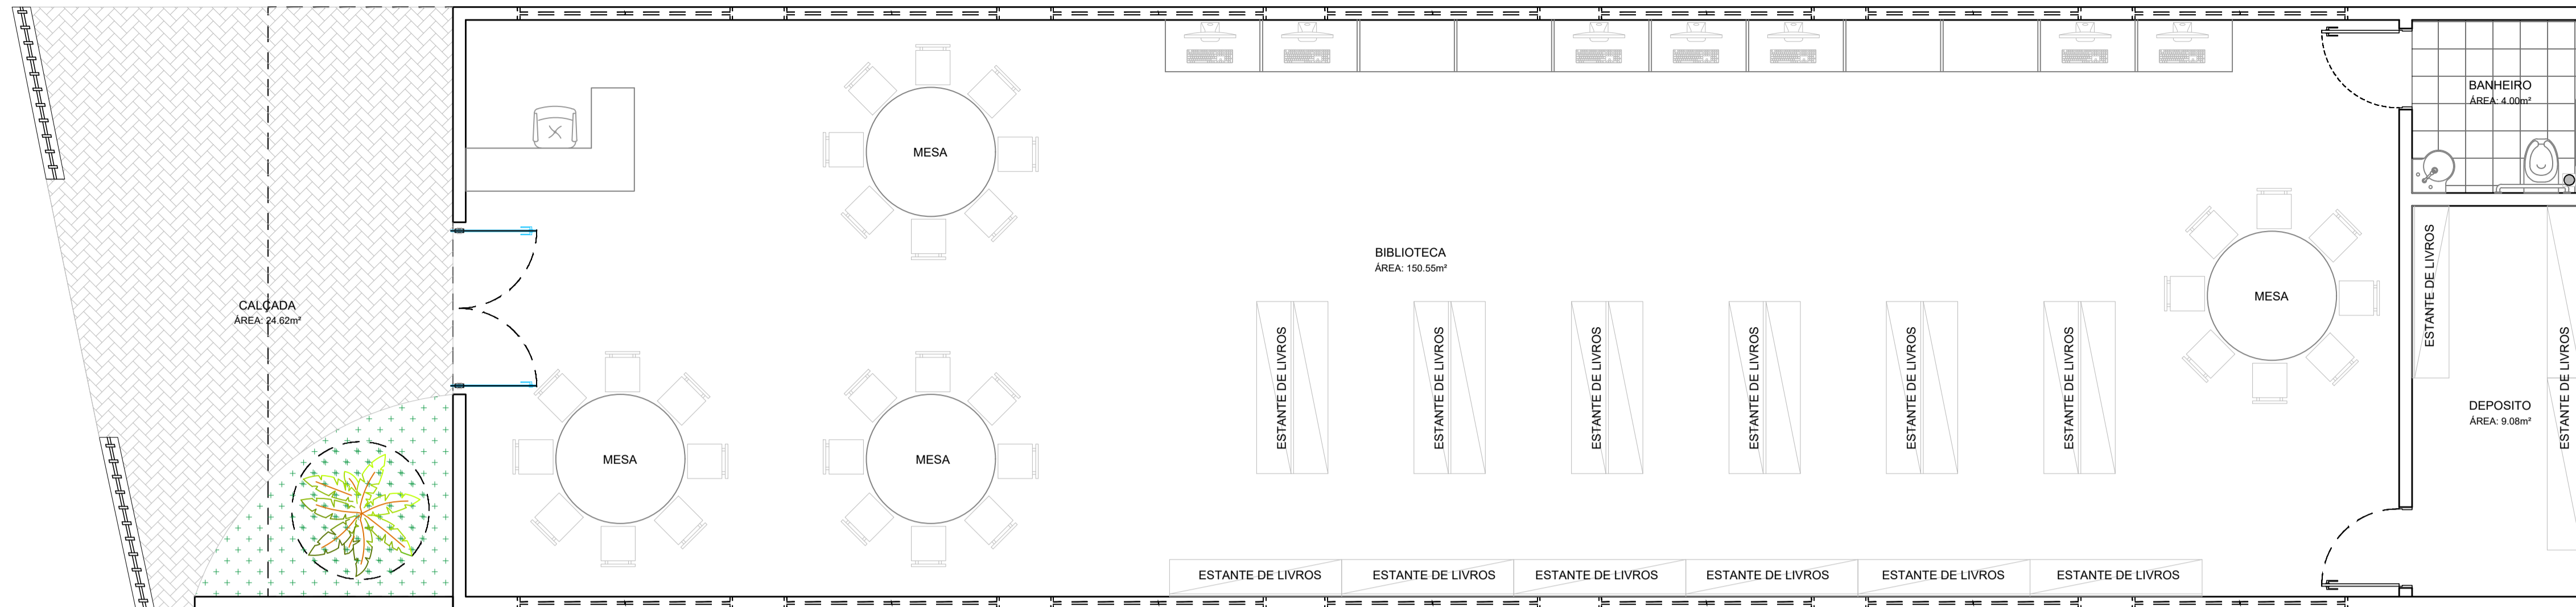 BANHEIRO
ÁREA: 4.00m²
MESA
BIBLIOTECA
ÁREA: 150.55m²
CALÇADA
ÁREA: 24.62m²
MESA
ESTANTE DE LIVROS
ESTANTE DE LIVROS
ESTANTE DE LIVROS
ESTANTE DE LIVROS
ESTANTE DE LIVROS
ESTANTE DE LIVROS
ESTANTE DE LIVROS
ESTANTE DE LIVROS
DEPOSITO
ÁREA: 9.08m²
MESA
MESA
ESTANTE DE LIVROS
ESTANTE DE LIVROS
ESTANTE DE LIVROS
ESTANTE DE LIVROS
ESTANTE DE LIVROS
ESTANTE DE LIVROS